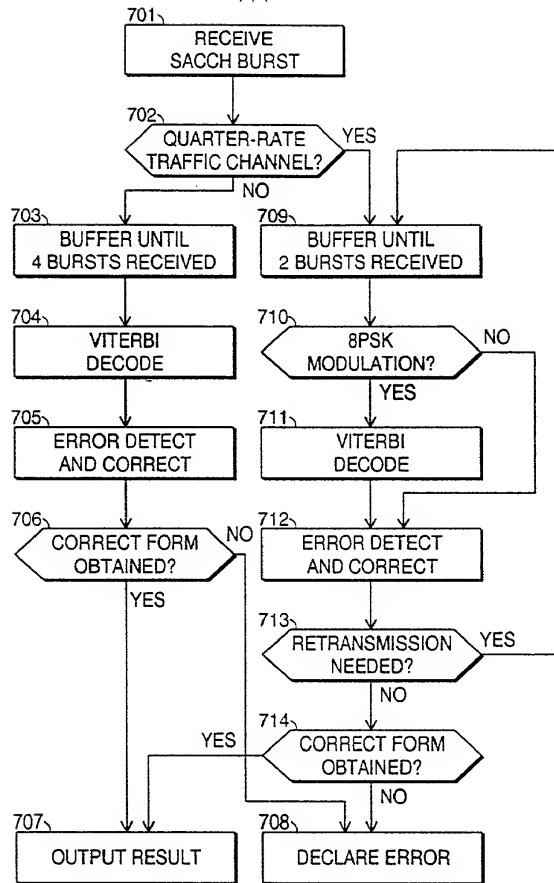 701
RECEIVE
SACCH BURST
702
QUARTER-RATE
TRAFFIC CHANNEL?
YES
NO
703
BUFFER UNTIL
4 BURSTS RECEIVED
709
BUFFER UNTIL
2 BURSTS RECEIVED
704
VITERBI
DECODE
710
8PSK
MODULATION?
NO
YES
705
ERROR DETECT
AND CORRECT
711
VITERBI
DECODE
706
CORRECT FORM
OBTAINED?
NO
YES
712
ERROR DETECT
AND CORRECT
713
RETRANSMISSION
NEEDED?
YES
NO
714
CORRECT FORM
OBTAINED?
YES
NO
707
OUTPUT RESULT
708
DECLARE ERROR